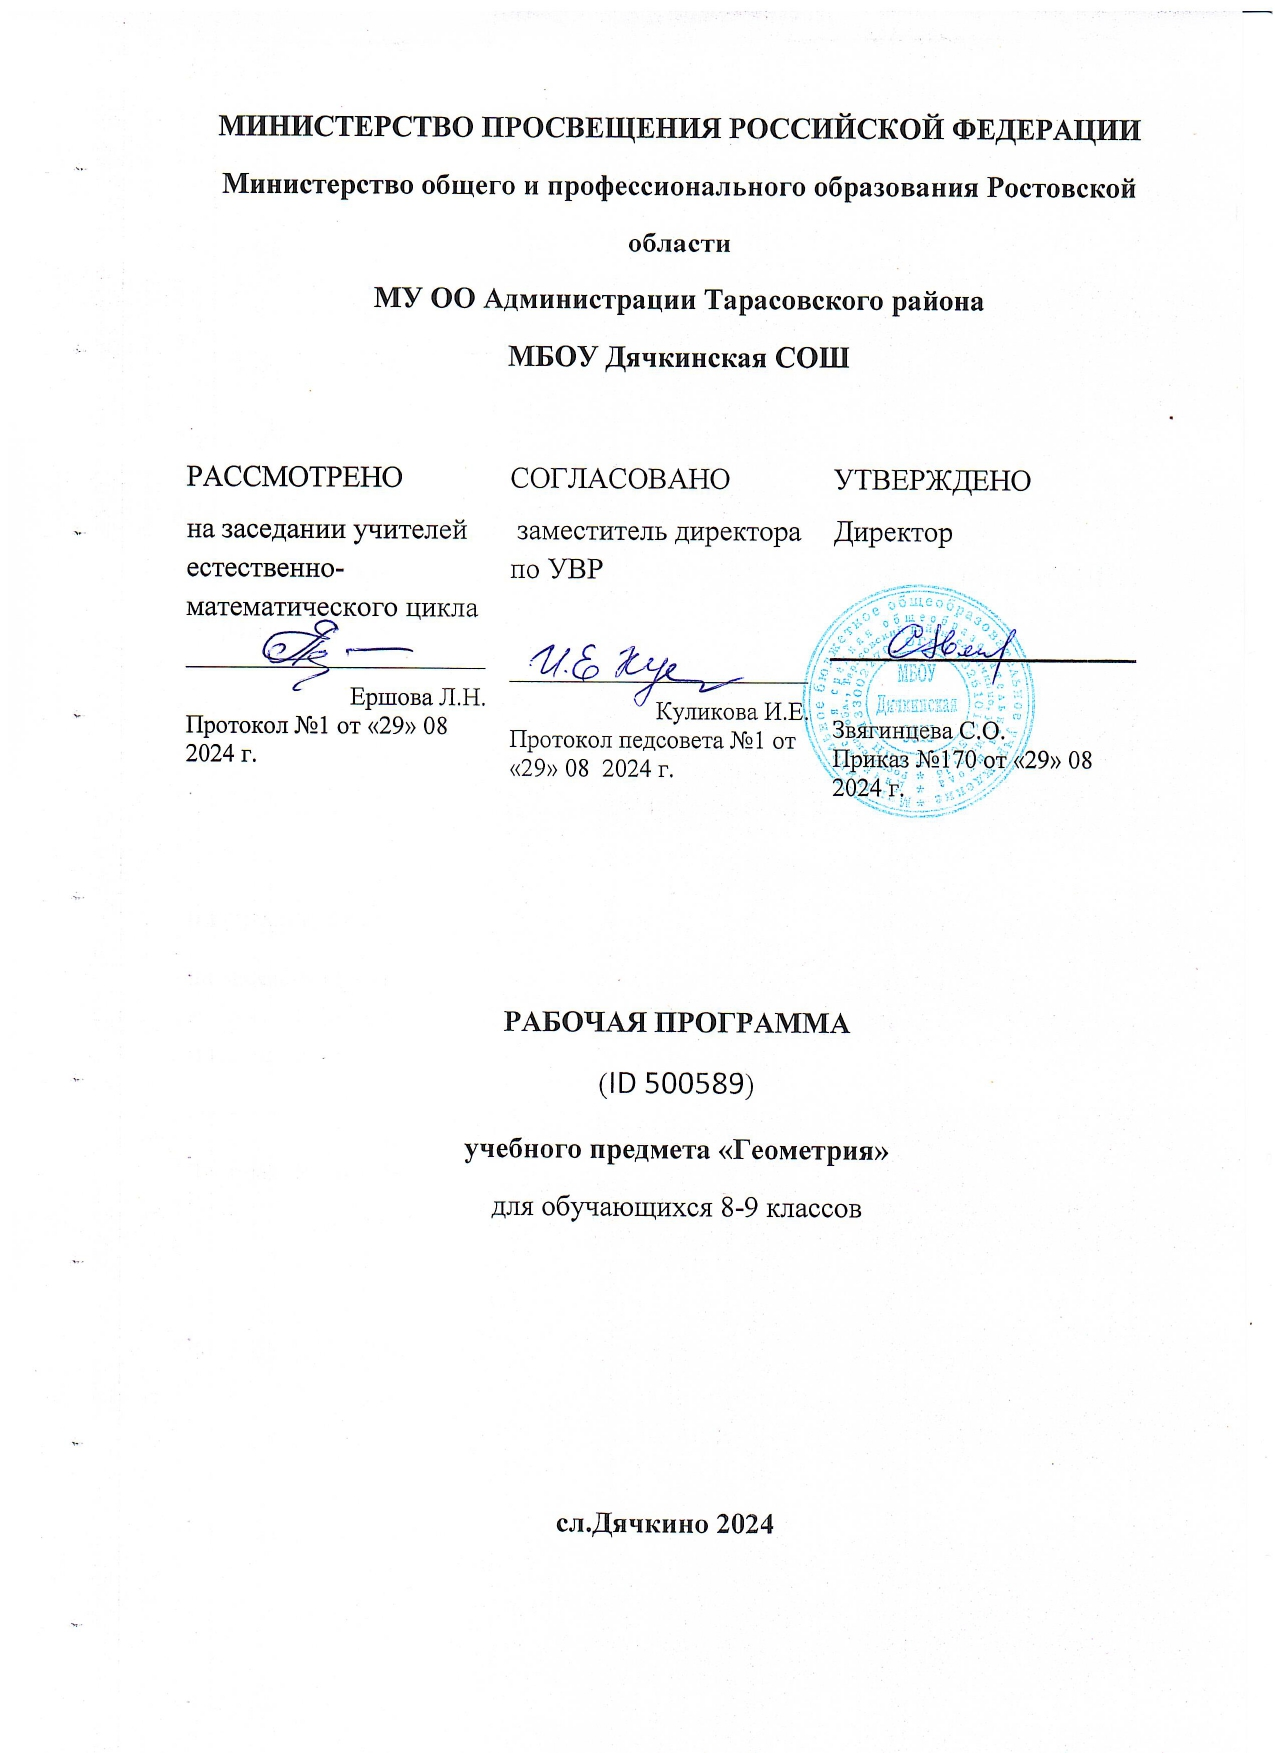 МИНИСТЕРСТВО ПРОСВЕЩЕНИЯ РОССИЙСКОЙ ФЕДЕРАЦИИ
Министерство общего и профессионального образования Ростовской
области
МУ ОО Администрации Тарасовского района
МБОУ Дячкинская СОШ
РАССМОТРЕНО
на заседании учителей
естественно-
математического цикла
Ершова Л.Н.
Протокол №1 от «29» 08
2024 г.
СОГЛАСОВАНО
заместитель директора
по УВР
И.Е Кус
Куликова И.Е.
Протокол педсовета №1 от
«29» 08 2024 г.
УТВЕРЖДЕНО
Директор
МБОУ
Дячкинская
Звягинцева С.О.
Приказ №170 от «29» 08
2024 г.
РАБОЧАЯ ПРОГРАММА
(ID 500589)
учебного предмета «Геометрия»
для обучающихся 8-9 классов
сл.Дячкино 2024